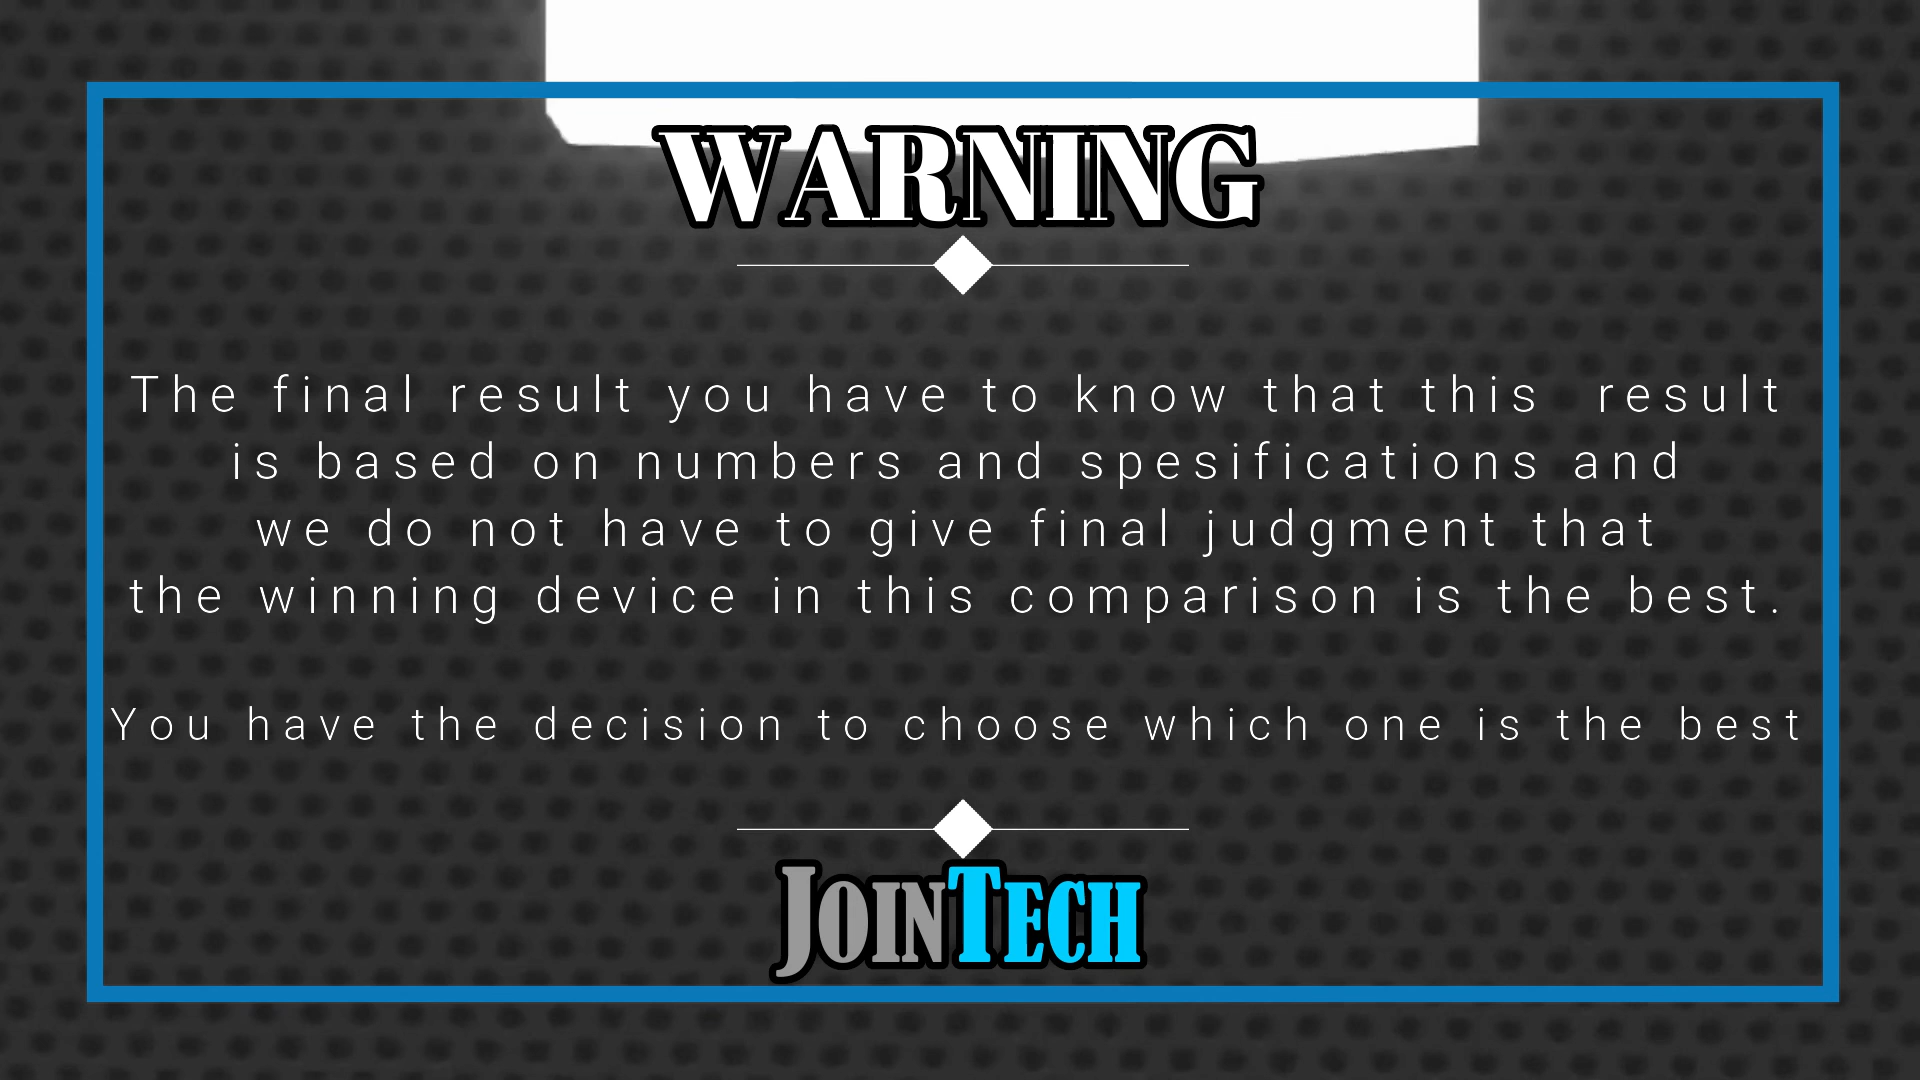 WARNING
The final result you have to know that this  result
is based on numbers and spesifications and
we do not have to give final judgment that
the winning device in this comparison is the best.
You have the decision to choose which one is the best
JOINTECH